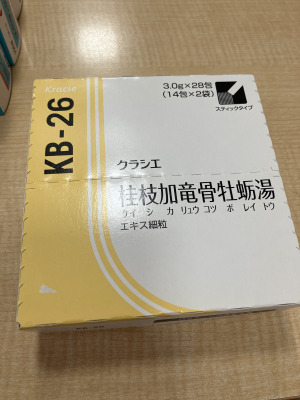 Kracie
KB-26
3.0g×28包
(14包×2袋)
スティックタイプ
クラシエ
桂枝加竜骨牡蛎湯
ケイ シ カ リュウ コツ ボ レイ トウ
エキス細粒
KB-26